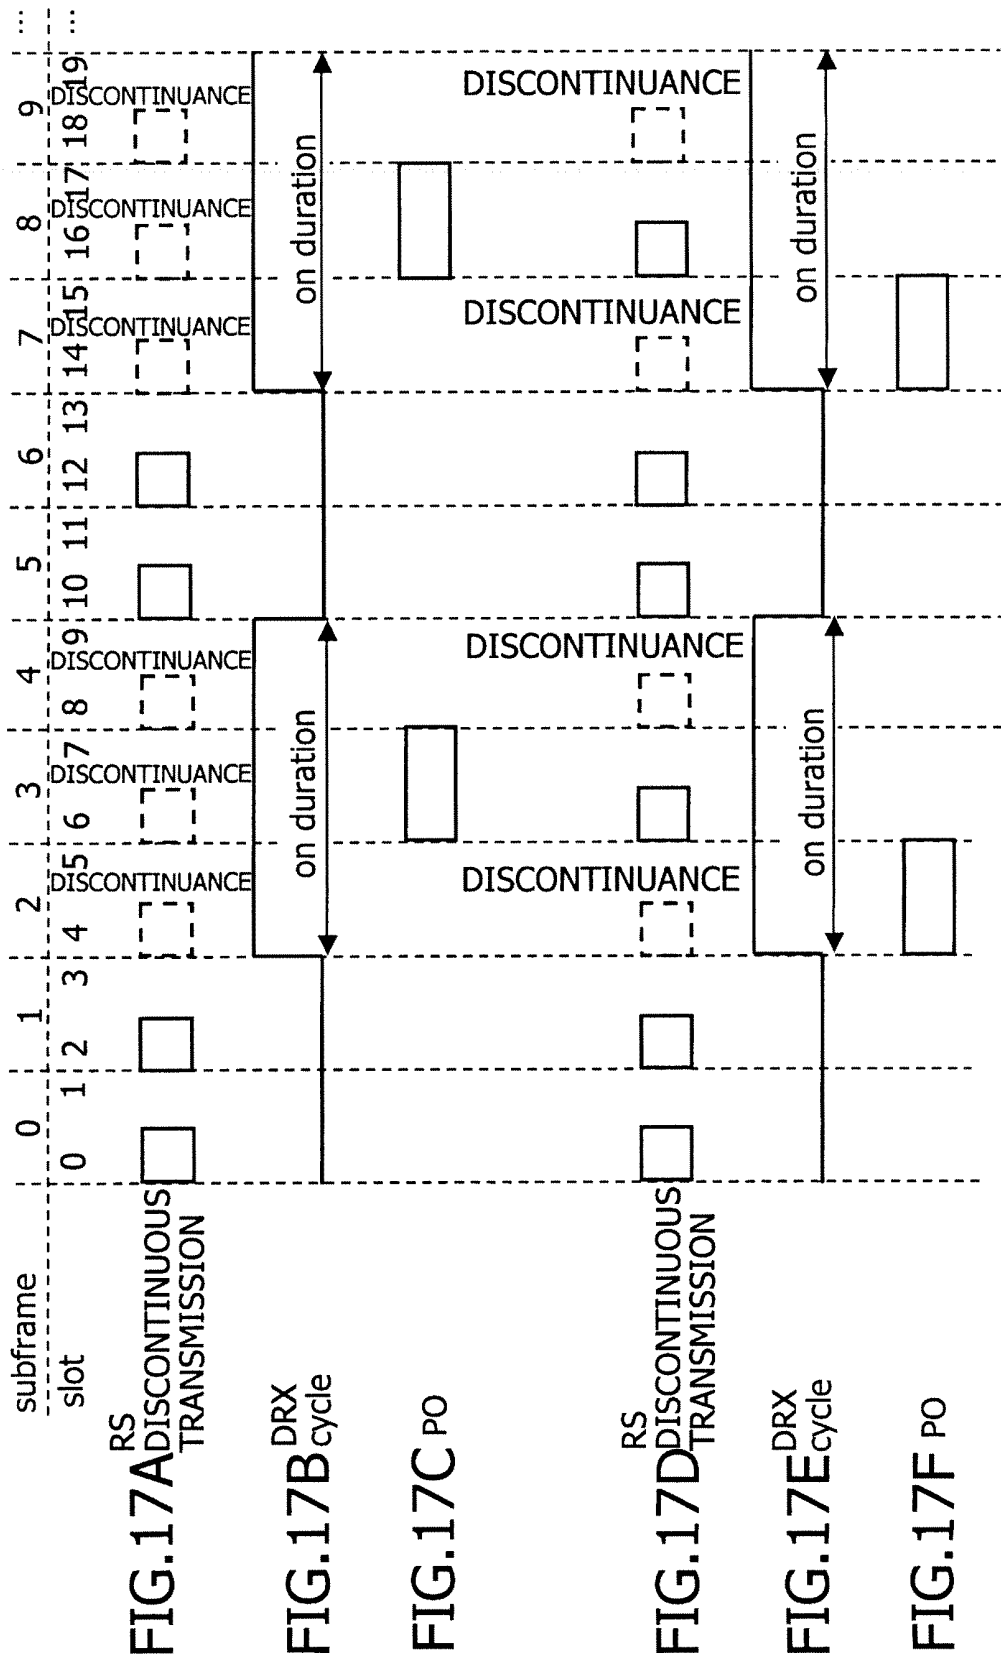 subframe 0 1 2 3 4 5 6 7 8 9 ...
slot 0 1 2 3 4 5 6 7 8 9 10 11 12 13 14 15 16 17 18 19 ...
DISCONTINUANCE DISCONTINUANCE DISCONTINUANCE DISCONTINUANCE DISCONTINUANCE DISCONTINUANCE
FIG.17A RS
DISCONTINUOUS
TRANSMISSION
FIG.17B DRX
cycle
on duration on duration
FIG.17C PO
DISCONTINUANCE DISCONTINUANCE DISCONTINUANCE DISCONTINUANCE
FIG.17D RS
DISCONTINUOUS
TRANSMISSION
FIG.17E DRX
cycle
on duration on duration
FIG.17F PO